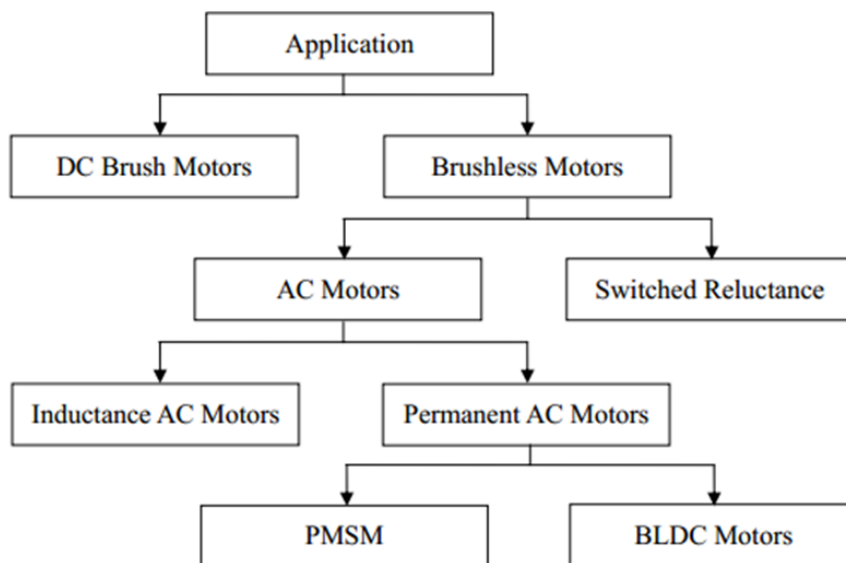 Application
DC Brush Motors
Brushless Motors
AC Motors
Switched Reluctance
Inductance AC Motors
Permanent AC Motors
PMSM
BLDC Motors